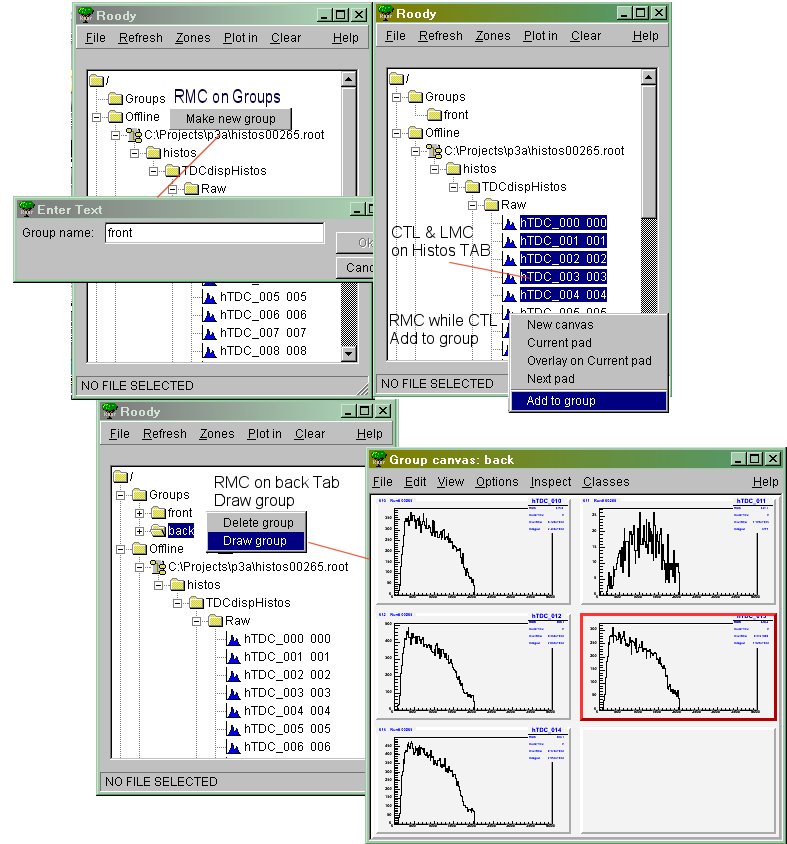 Roody
File Refresh Zones Plot in Clear Help
/
Groups
RMC on Groups
Make new group
Offline
C:\Projects\p3a\histos00265.root
histos
TDCdispHistos
Raw
Enter Text
Group name: front
hTDC_005 005
hTDC_006 006
hTDC_007 007
hTDC_008 008
NO FILE SELECTED
Roody
File Refresh Zones Plot in Clear Help
/
Groups
front
Offline
C:\Projects\p3a\histos00265.root
histos
TDCdispHistos
Raw
hTDC_000 000
hTDC_001 001
hTDC_002 002
hTDC_003 003
hTDC_004 004
hTDC_005 005
CTL & LMC
on Histos TAB
RMC while CTL
Add to group
New canvas
Current pad
Overlay on Current pad
Next pad
Add to group
NO FILE SELECTED
Roody
File Refresh Zones Plot in Clear Help
/
Groups
front
back
RMC on back Tab
Draw group
Delete group
Draw group
Offline
C:\Projects\p3a\histos00265.root
histos
TDCdispHistos
Raw
hTDC_000 000
hTDC_001 001
hTDC_002 002
hTDC_003 003
hTDC_004 004
hTDC_005 005
hTDC_006 006
NO FILE SELECTED
Group canvas: back
File Edit View Options Inspect Classes Help
hTDC_010
hTDC_011
hTDC_012
hTDC_013
hTDC_014